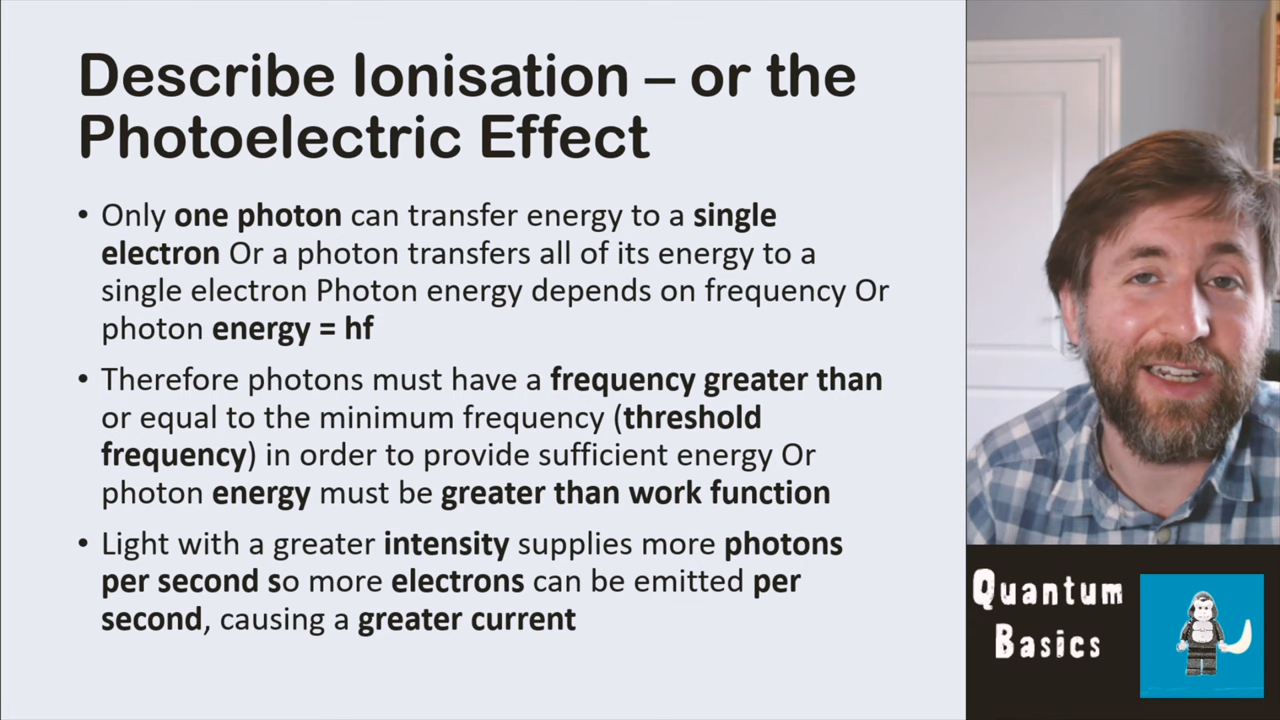 Describe Ionisation – or the
Photoelectric Effect
• Only one photon can transfer energy to a single
electron Or a photon transfers all of its energy to a
single electron Photon energy depends on frequency Or
photon energy = hf
• Therefore photons must have a frequency greater than
or equal to the minimum frequency (threshold
frequency) in order to provide sufficient energy Or
photon energy must be greater than work function
• Light with a greater intensity supplies more photons
per second so more electrons can be emitted per
second, causing a greater current
Quantum
Basics